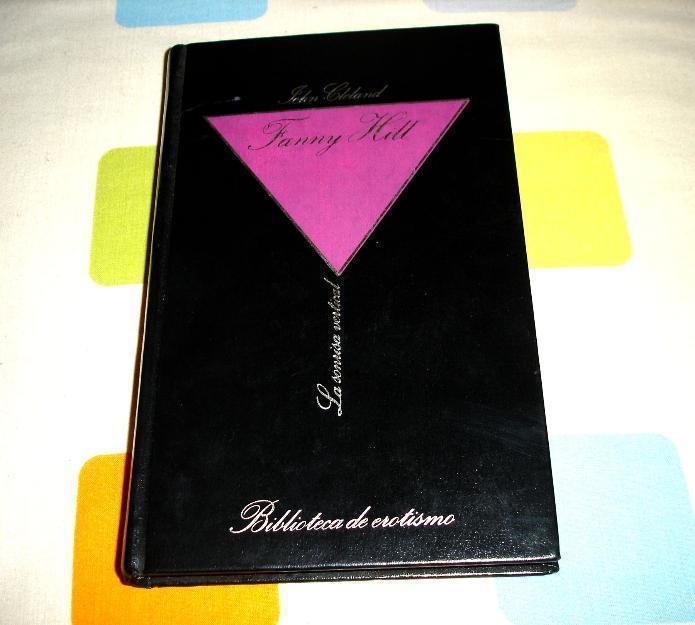 John Cleland
Fanny Hill
La sonrisa vertical
Biblioteca de erotismo